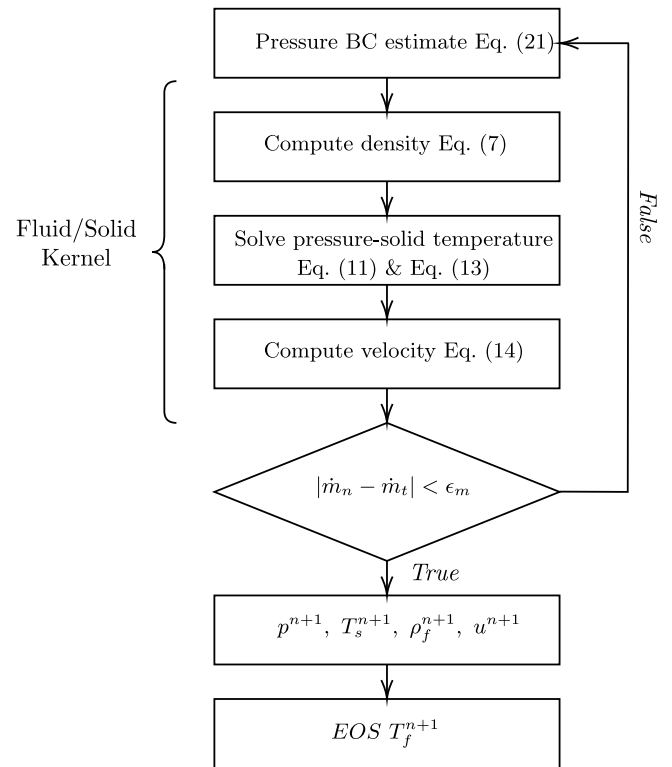 Pressure BC estimate Eq. (21)
Compute density Eq. (7)
Fluid/Solid
Kernel
Solve pressure-solid temperature
Eq. (11) & Eq. (13)
False
Compute velocity Eq. (14)
|ṁ_n − ṁ_t| < ϵ_m
True
p^{n+1}, T_s^{n+1}, ρ_f^{n+1}, u^{n+1}
EOS T_f^{n+1}